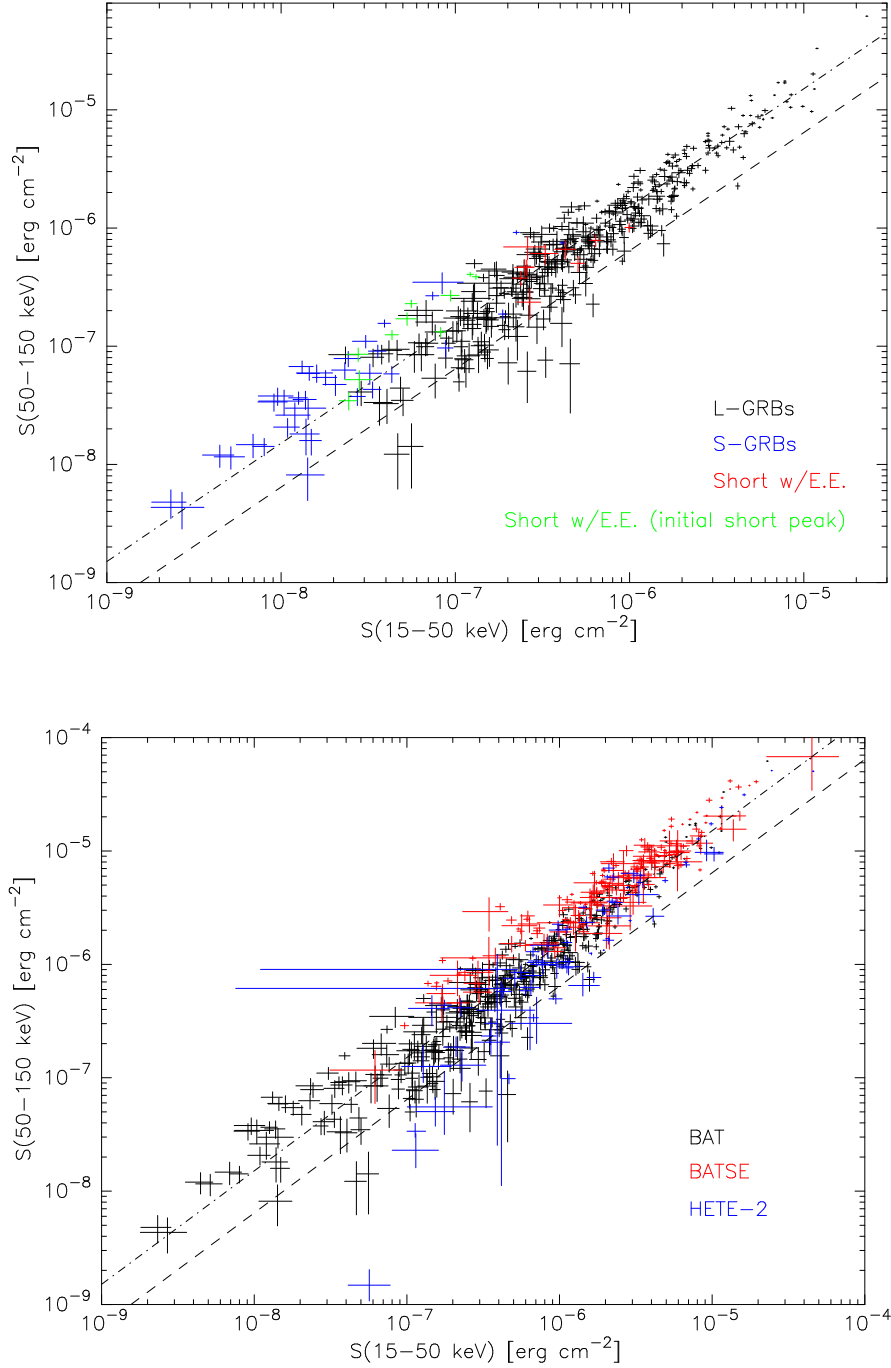 10^−5
10^−6
10^−7
10^−8
10^−9
S(50−150 keV) [erg cm^−2]
L−GRBs
S−GRBs
Short w/E.E.
Short w/E.E. (initial short peak)
10^−9 10^−8 10^−7 10^−6 10^−5
S(15−50 keV) [erg cm^−2]
10^−4
10^−5
10^−6
10^−7
10^−8
10^−9
S(50−150 keV) [erg cm^−2]
BAT
BATSE
HETE−2
10^−9 10^−8 10^−7 10^−6 10^−5 10^−4
S(15−50 keV) [erg cm^−2]